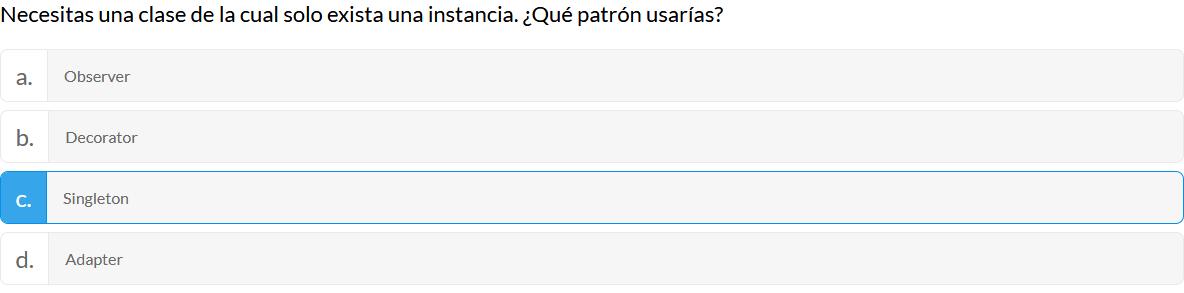 Necesitas una clase de la cual solo exista una instancia. ¿Qué patrón usarías?
a. Observer
b. Decorator
c. Singleton
d. Adapter